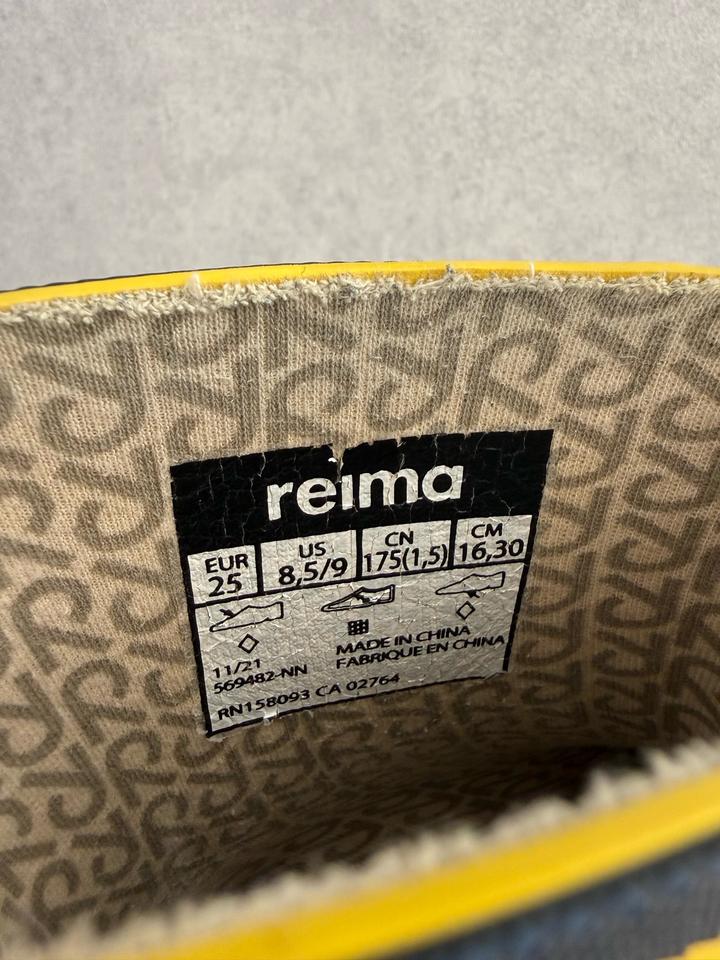 reima
EUR 25
US 8,5/9
CN 175(1,5)
CM 16,30
11/21
569482-NN
MADE IN CHINA
FABRIQUE EN CHINA
RN158093 CA 02764